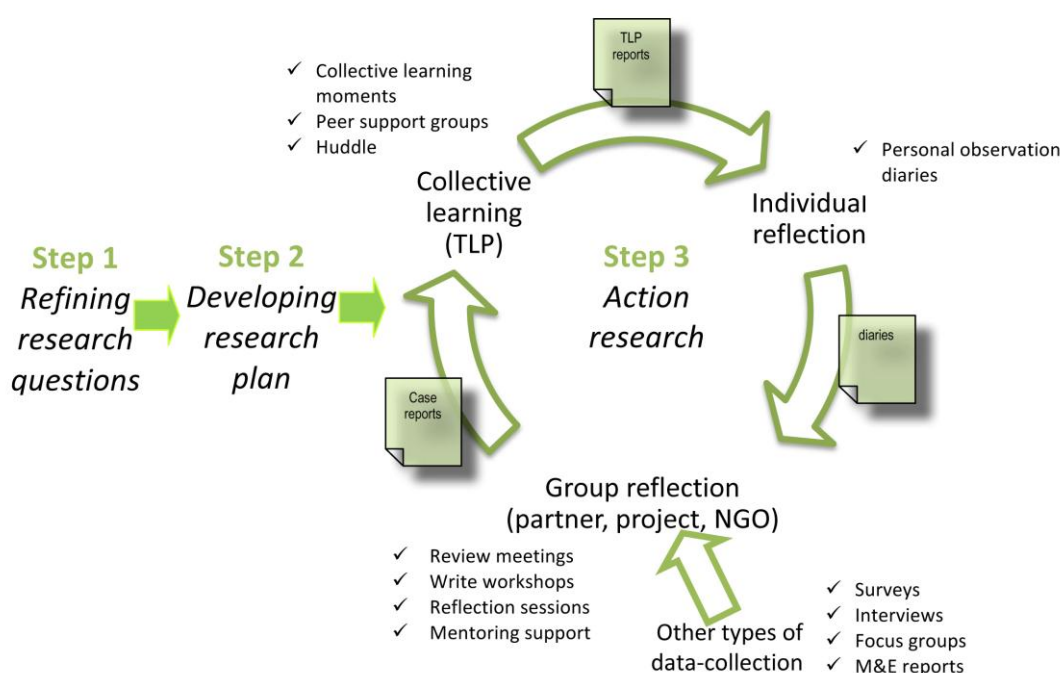 TLP
reports
✓ Collective learning
moments
✓ Peer support groups
✓ Huddle
✓ Personal observation
diaries
Collective
learning
(TLP)
Individual
reflection
Step 1
Refining
research
questions
Step 2
Developing
research
plan
Step 3
Action
research
diaries
Case
reports
Group reflection
(partner, project, NGO)
✓ Review meetings
✓ Write workshops
✓ Reflection sessions
✓ Mentoring support
Other types of
data-collection
✓ Surveys
✓ Interviews
✓ Focus groups
✓ M&E reports